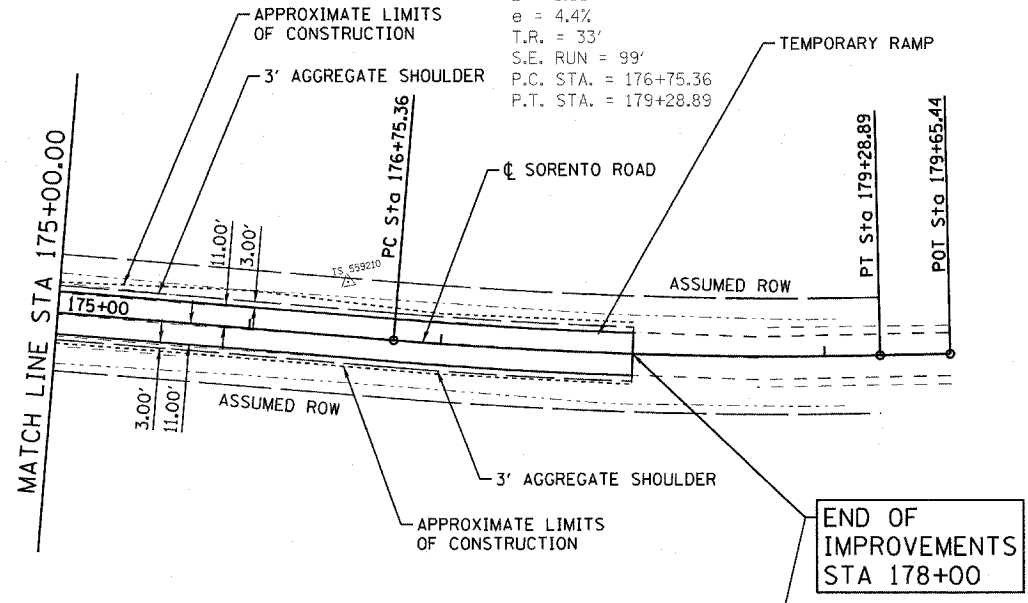 APPROXIMATE LIMITS
OF CONSTRUCTION
3' AGGREGATE SHOULDER
e = 4.4%
T.R. = 33'
S.E. RUN = 99'
P.C. STA. = 176+75.36
P.T. STA. = 179+28.89
TEMPORARY RAMP
℄ SORENTO ROAD
MATCH LINE STA 175+00.00
PC Sta 176+75.36
PT Sta 179+28.89
POT Sta 179+65.44
11.00'
3.00'
TS 559210
ASSUMED ROW
175+00
3.00'
11.00'
ASSUMED ROW
3' AGGREGATE SHOULDER
APPROXIMATE LIMITS
OF CONSTRUCTION
END OF
IMPROVEMENTS
STA 178+00